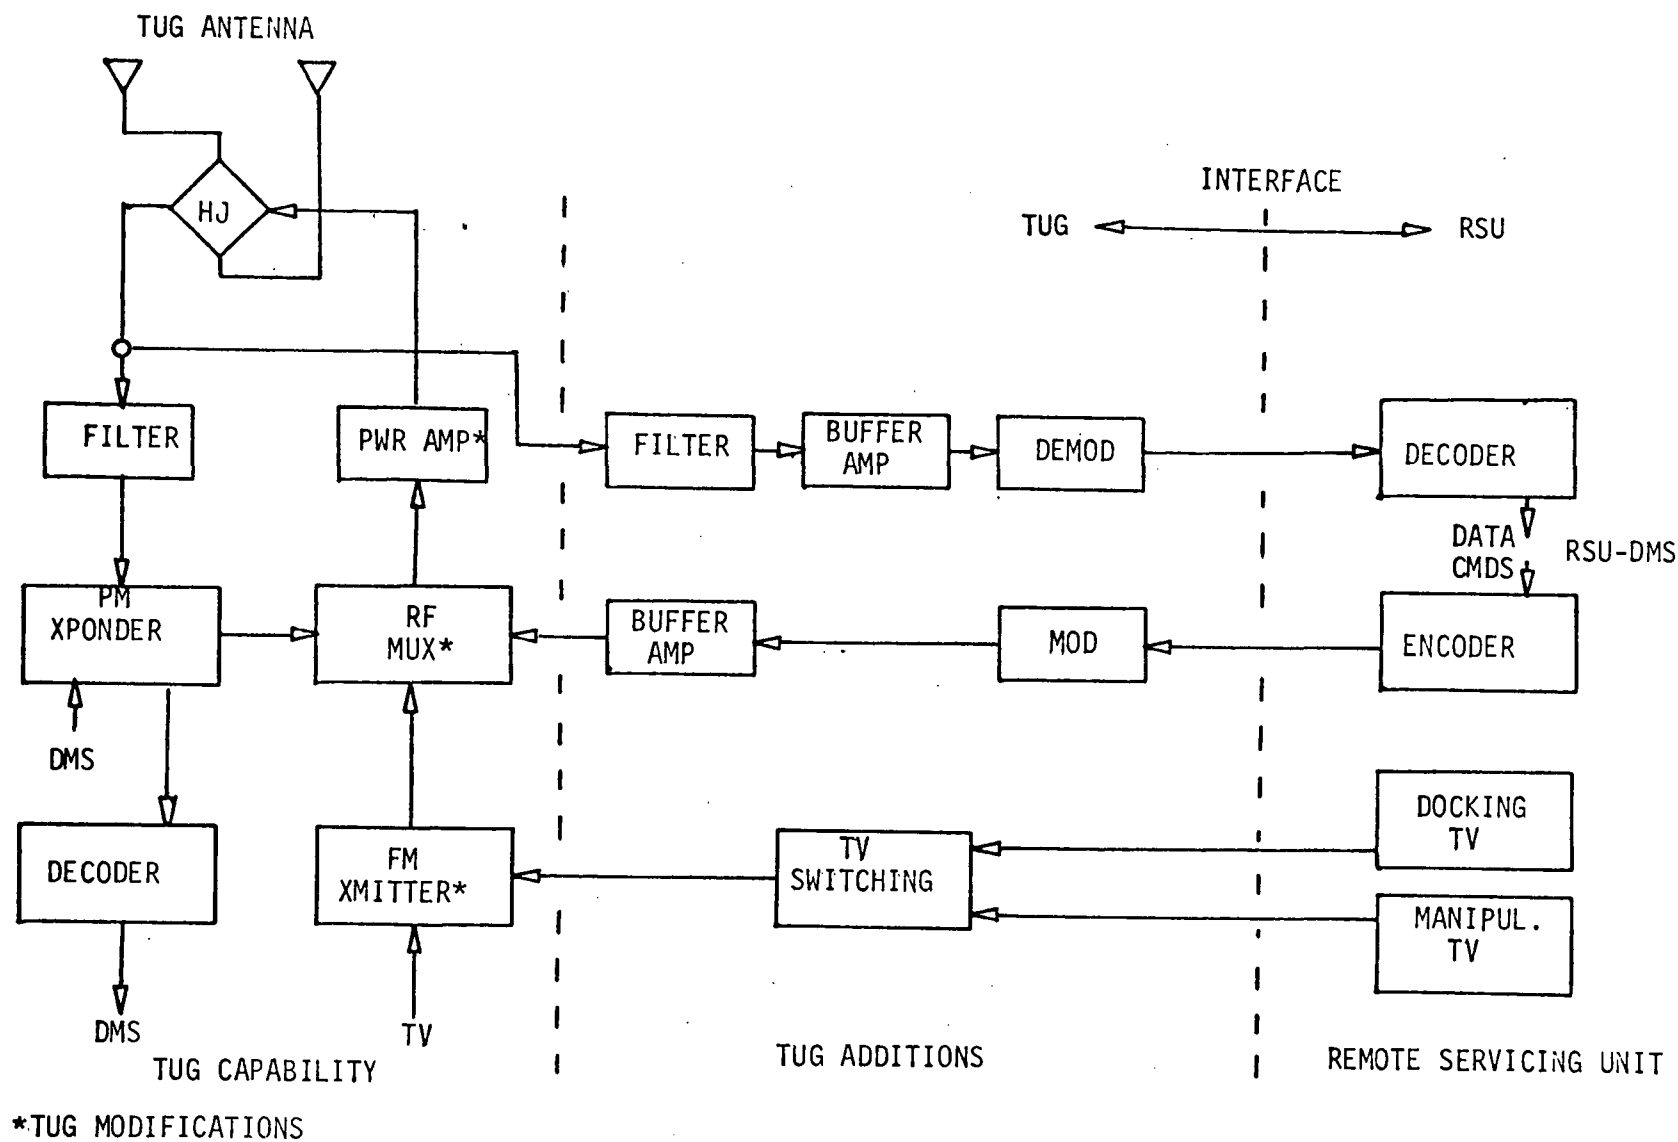 TUG ANTENNA
INTERFACE
TUG
RSU
HJ
FILTER
PWR AMP*
FILTER
BUFFER
AMP
DEMOD
DECODER
DATA
CMDS
RSU-DMS
PM
XPONDER
RF
MUX*
BUFFER
AMP
MOD
ENCODER
DMS
DECODER
FM
XMITTER*
TV
SWITCHING
DOCKING
TV
MANIPUL.
TV
DMS
TV
TUG CAPABILITY
TUG ADDITIONS
REMOTE SERVICING UNIT
*TUG MODIFICATIONS